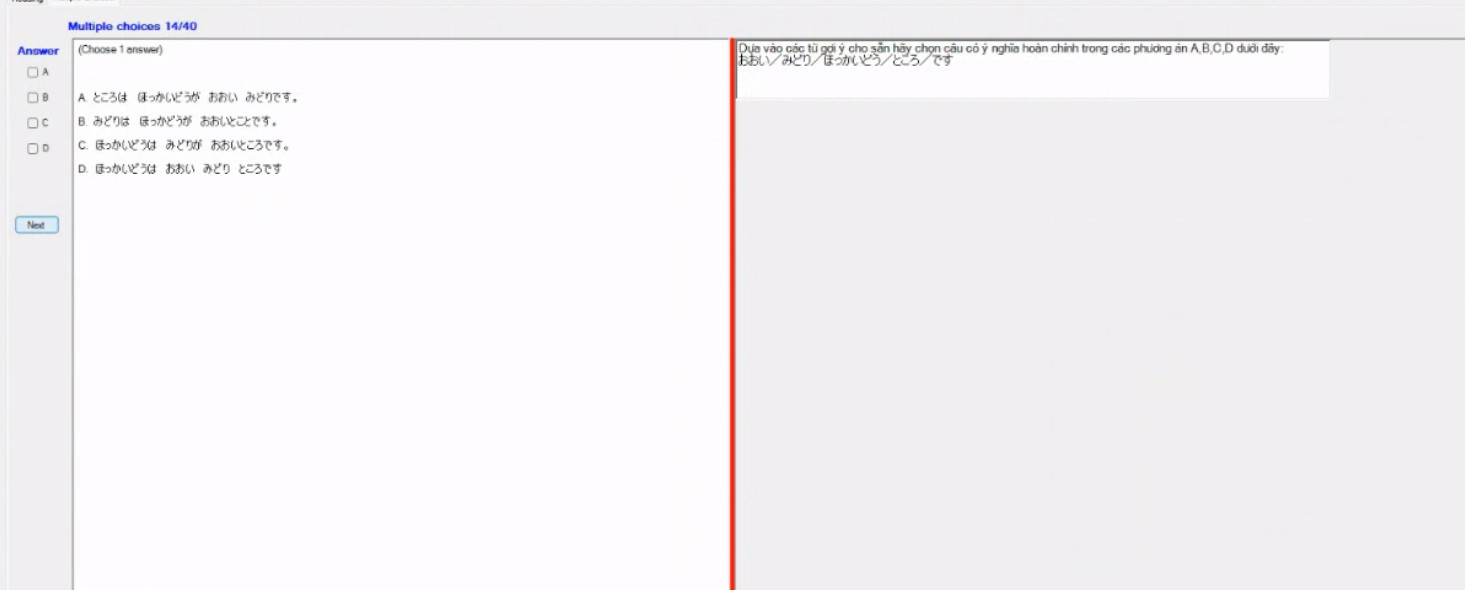 Multiple choices 14/40
Answer
(Choose 1 answer)
A
B
C
D
A. ところは ほっかいどうが おおい みどりです。
B. みどりは ほっかどうが おおいとことです。
C. ほっかいどうは みどりが おおいところです。
D. ほっかいどうは おおい みどり ところです
Next
Dựa vào các từ gợi ý cho sẵn hãy chọn câu có ý nghĩa hoàn chỉnh trong các phương án A,B,C,D dưới đây:
おおい／みどり／ほっかいどう／ところ／です